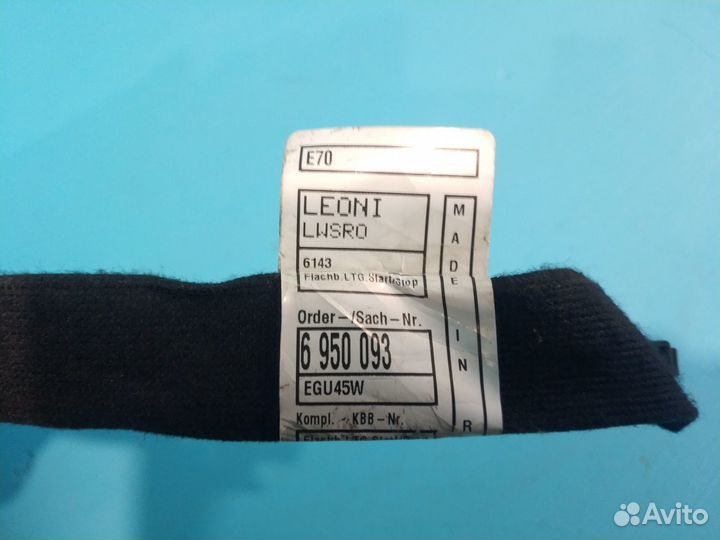 E70
LEONI
LWSRO
6143
Flachb.LTG.Start/Stop
Order-/Sach-Nr.
6 950 093
EGU45W
Kompl. - KBB-Nr.
MADE IN R
Avito